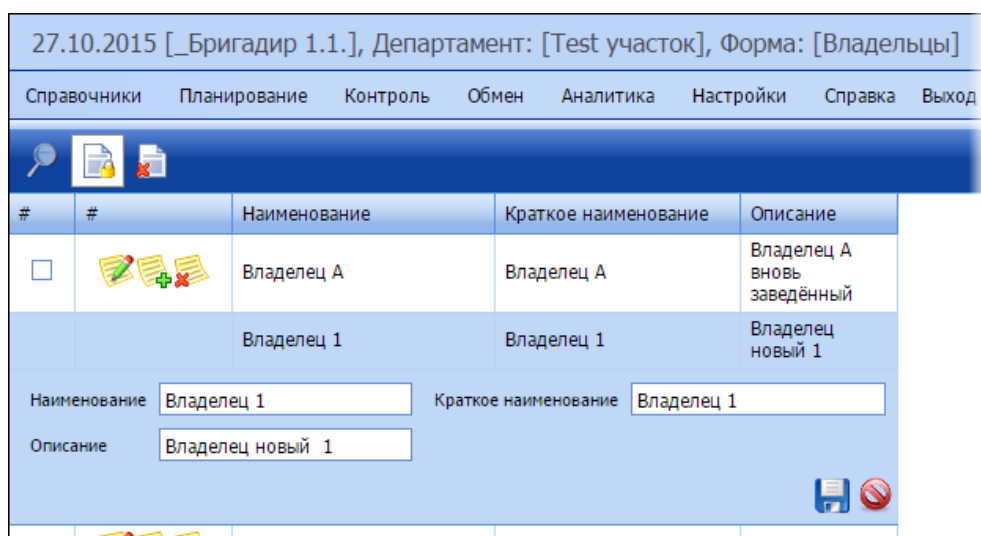 27.10.2015 [_Бригадир 1.1.], Департамент: [Test участок], Форма: [Владельцы]
Справочники Планирование Контроль Обмен Аналитика Настройки Справка Выход
# # Наименование Краткое наименование Описание
Владелец А Владелец А Владелец А
вновь
заведённый
Владелец 1 Владелец 1 Владелец
новый 1
Наименование Владелец 1 Краткое наименование Владелец 1
Описание Владелец новый 1